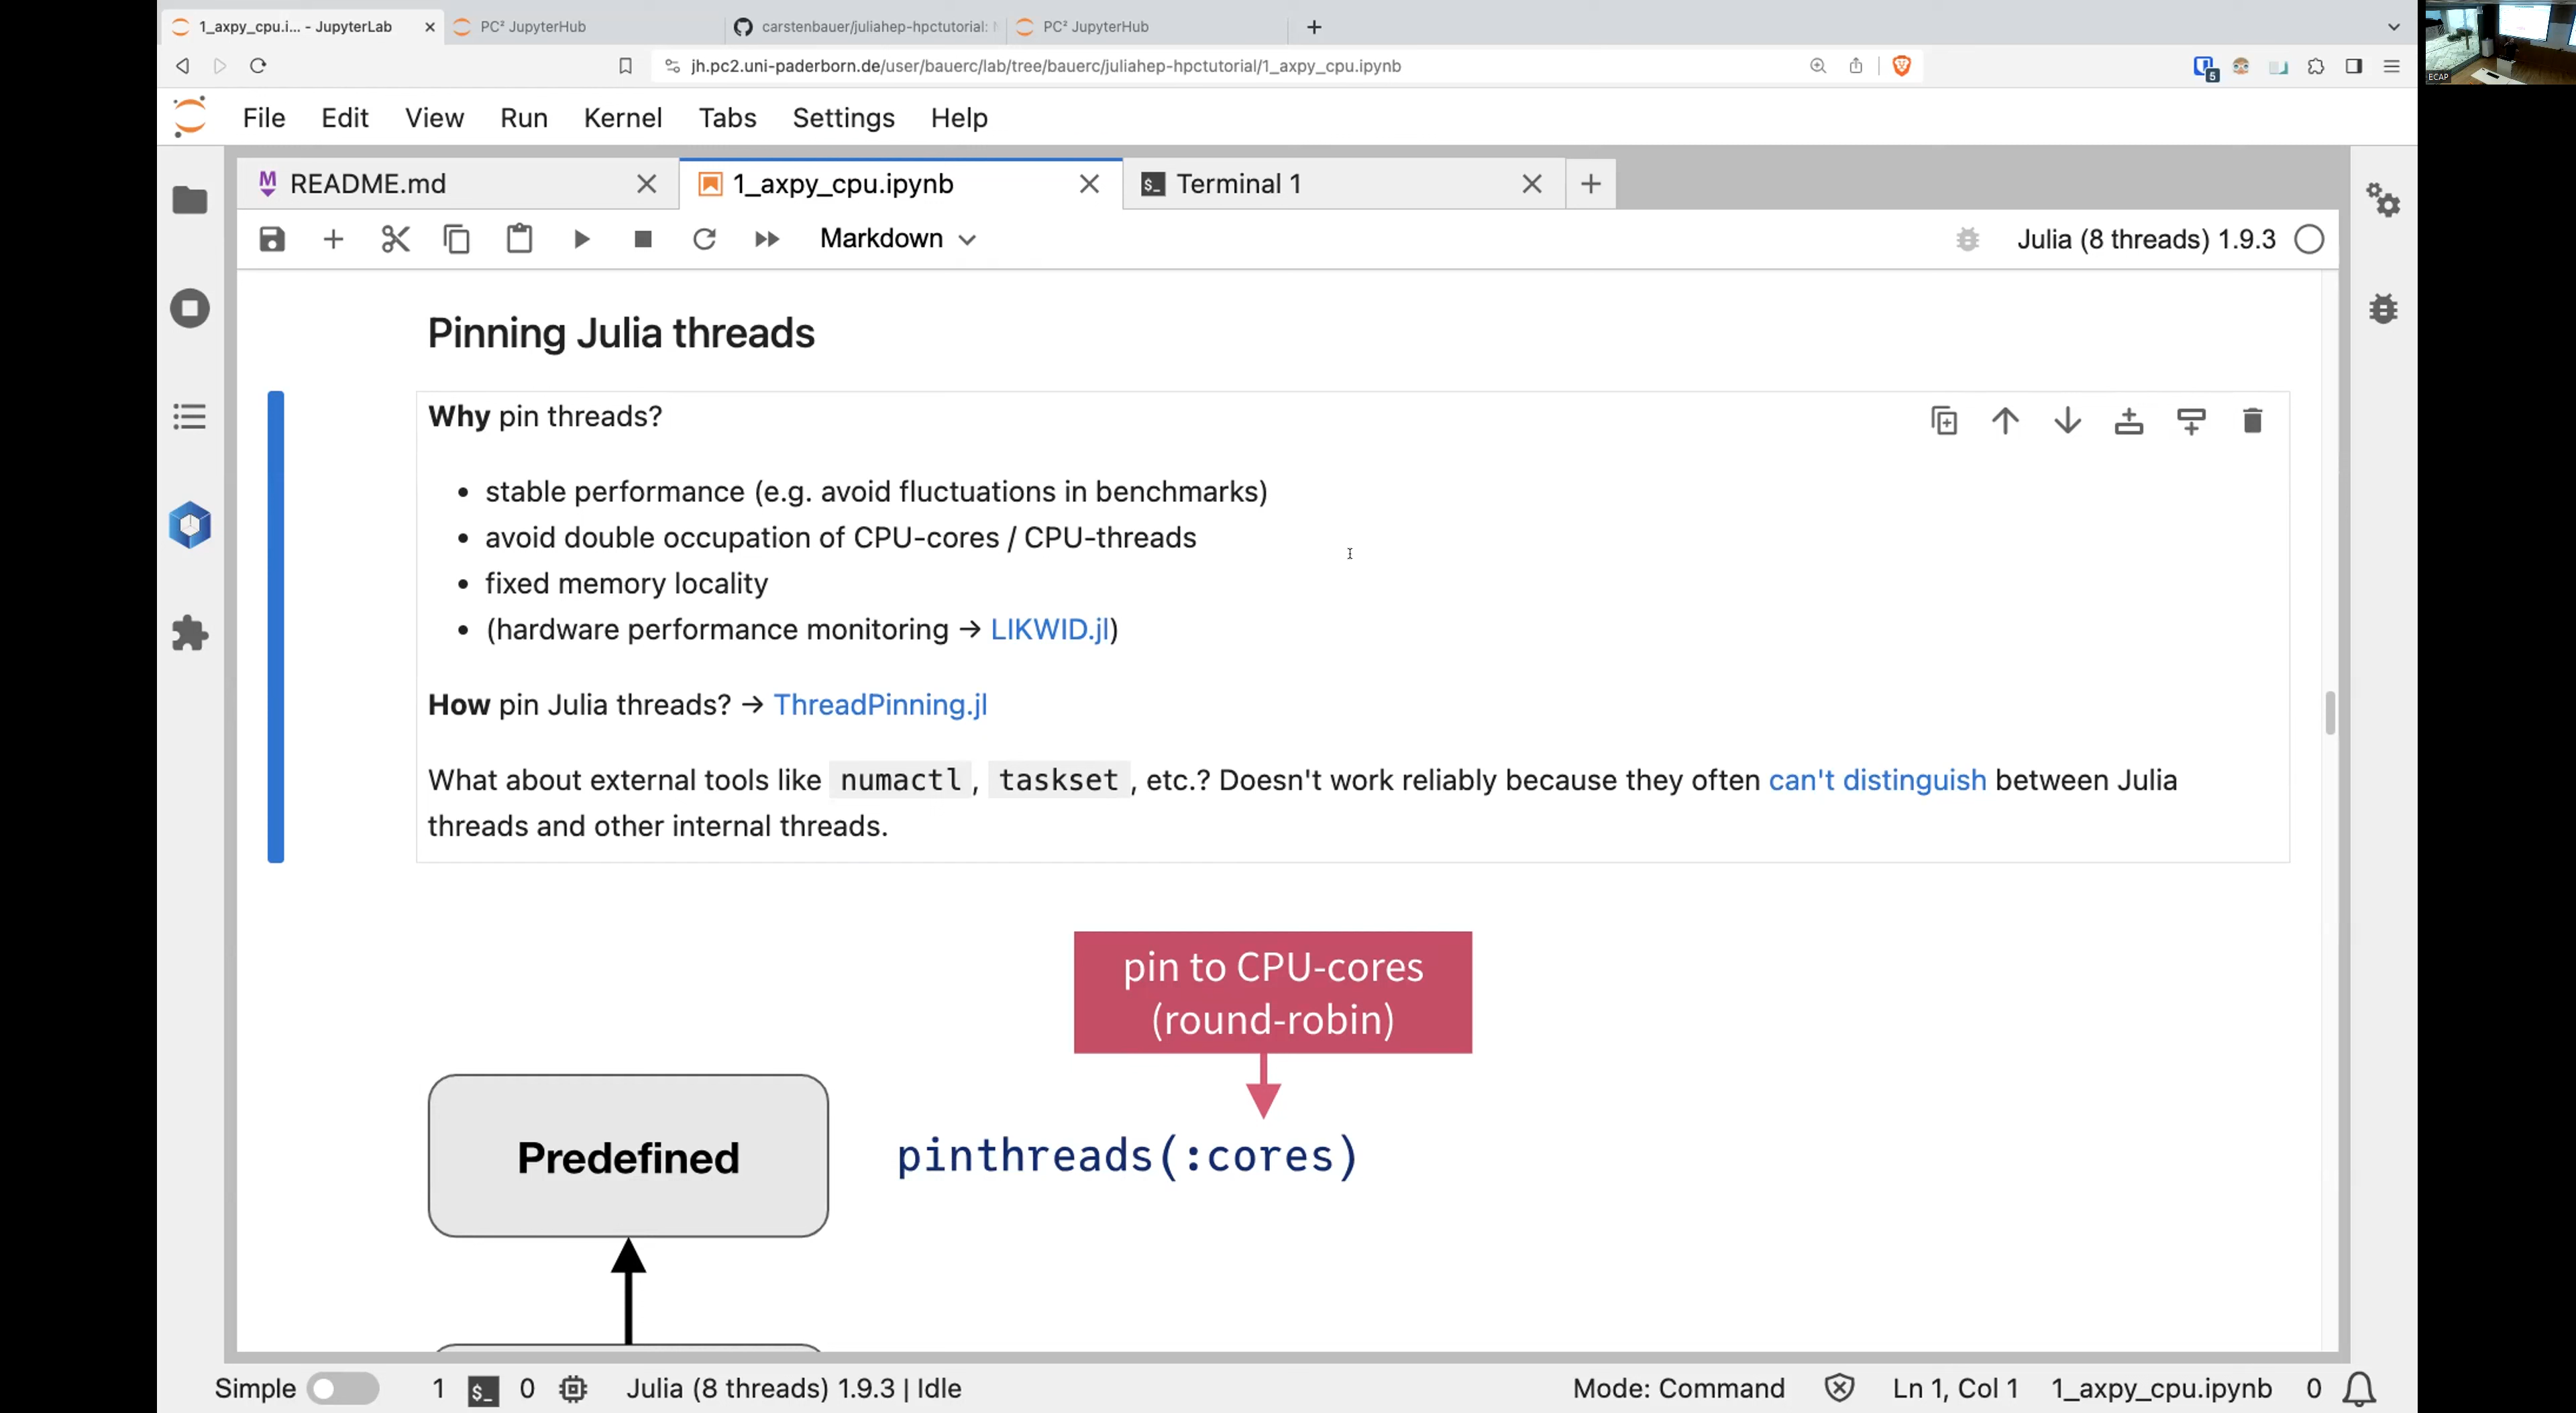 1_axpy_cpu.i... - JupyterLab
PC² JupyterHub
carstenbauer/juliahep-hpctutorial:
PC² JupyterHub
jh.pc2.uni-paderborn.de/user/bauerc/lab/tree/bauerc/juliahep-hpctutorial/1_axpy_cpu.ipynb
5
ECAP
File Edit View Run Kernel Tabs Settings Help
README.md
1_axpy_cpu.ipynb
Terminal 1
Markdown
Julia (8 threads) 1.9.3
Pinning Julia threads
Why pin threads?
• stable performance (e.g. avoid fluctuations in benchmarks)
• avoid double occupation of CPU-cores / CPU-threads
• fixed memory locality
• (hardware performance monitoring → LIKWID.jl)
How pin Julia threads? → ThreadPinning.jl
What about external tools like numactl, taskset, etc.? Doesn't work reliably because they often can't distinguish between Julia
threads and other internal threads.
pin to CPU-cores
(round-robin)
Predefined
pinthreads(:cores)
Simple
1
0
Julia (8 threads) 1.9.3 | Idle
Mode: Command
Ln 1, Col 1
1_axpy_cpu.ipynb
0